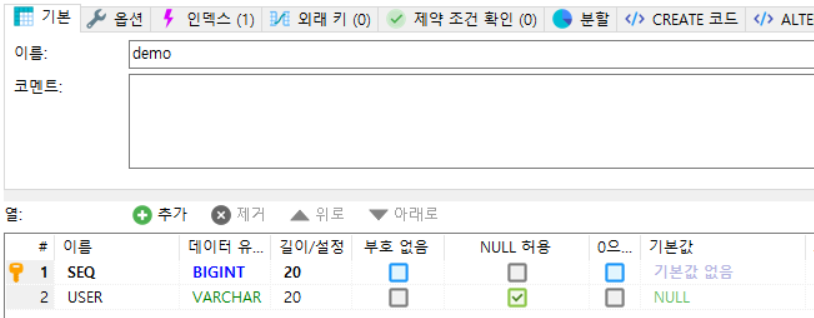 기본 옵션 인덱스 (1) 외래 키 (0) 제약 조건 확인 (0) 분할 </> CREATE 코드 </> ALTE
이름: demo
코멘트:
열: 추가 제거 위로 아래로
# 이름 데이터 유... 길이/설정 부호 없음 NULL 허용 0으... 기본값
1 SEQ BIGINT 20 기본값 없음
2 USER VARCHAR 20 NULL